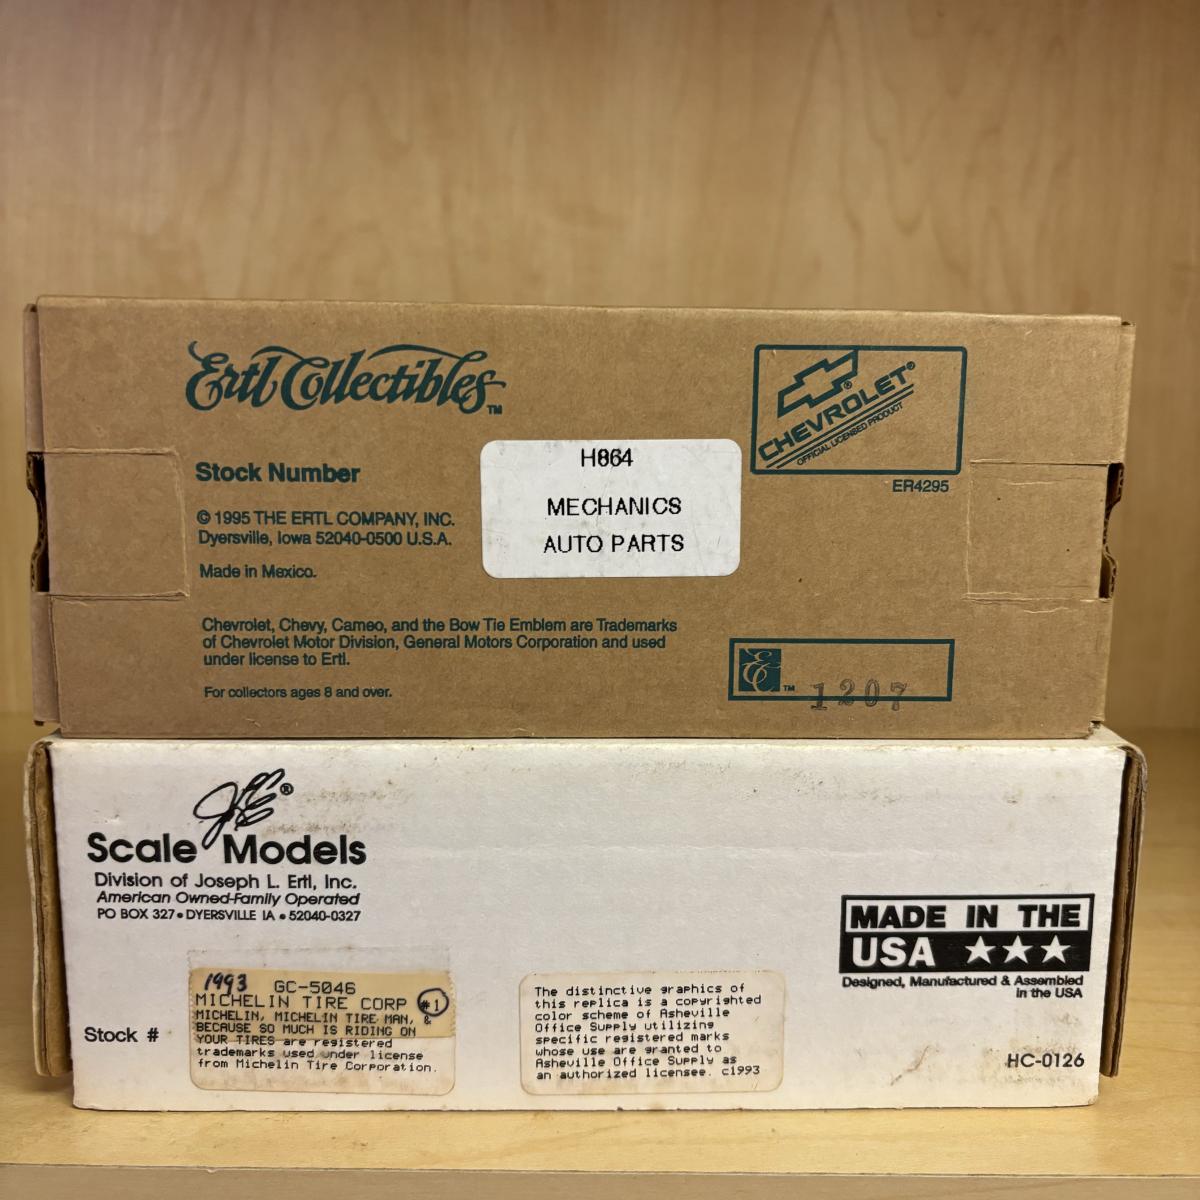 Ertl Collectibles™
Stock Number
© 1995 THE ERTL COMPANY, INC.
Dyersville, Iowa 52040-0500 U.S.A.
Made in Mexico.
Chevrolet, Chevy, Cameo, and the Bow Tie Emblem are Trademarks
of Chevrolet Motor Division, General Motors Corporation and used
under license to Ertl.
For collectors ages 8 and over.
H864
MECHANICS
AUTO PARTS
®
CHEVROLET®
OFFICIAL LICENSED PRODUCT
ER4295
E ™
1207
JLE®
Scale Models
Division of Joseph L. Ertl, Inc.
American Owned-Family Operated
PO BOX 327 • DYERSVILLE IA • 52040-0327
Stock #
1993 GC-5046
MICHELIN TIRE CORP #1
MICHELIN, MICHELIN TIRE MAN, &
BECAUSE SO MUCH IS RIDING ON
YOUR TIRES are registered
trademarks used under license
from Michelin Tire Corporation.
The distinctive graphics of
this replica is a copyrighted
color scheme of Asheville
Office Supply utilizing
specific registered marks
whose use are granted to
Asheville Office Supply as
an authorized licensee. c1993
MADE IN THE
USA ★★★
Designed, Manufactured & Assembled
in the USA
HC-0126